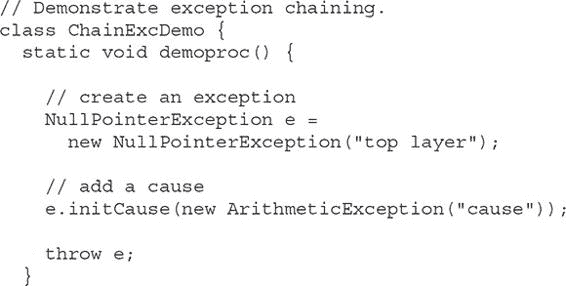 // Demonstrate exception chaining.
class ChainExcDemo {
  static void demoproc() {

    // create an exception
    NullPointerException e =
      new NullPointerException("top layer");

    // add a cause
    e.initCause(new ArithmeticException("cause"));

    throw e;
  }